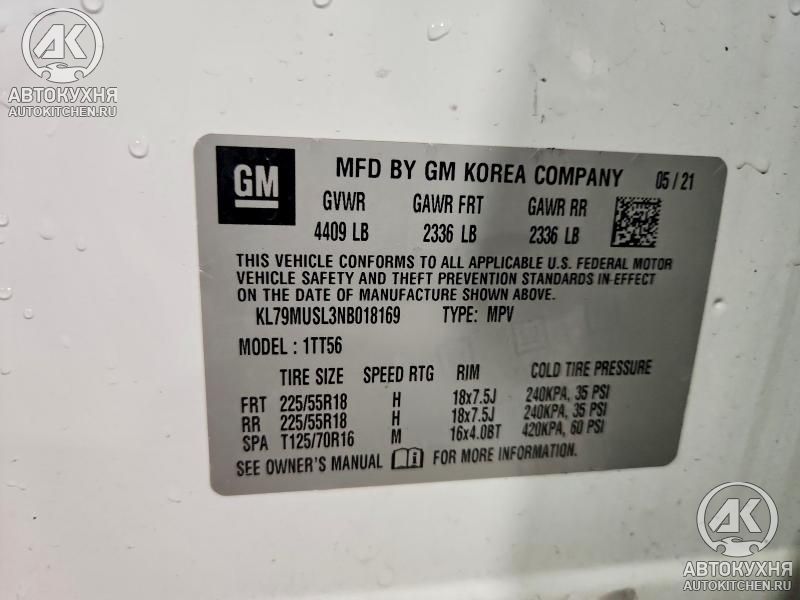 AK
АВТОКУХНЯ
AUTOKITCHEN.RU
GM
MFD BY GM KOREA COMPANY 05 / 21
GVWR GAWR FRT GAWR RR
4409 LB 2336 LB 2336 LB
THIS VEHICLE CONFORMS TO ALL APPLICABLE U.S. FEDERAL MOTOR
VEHICLE SAFETY AND THEFT PREVENTION STANDARDS IN EFFECT
ON THE DATE OF MANUFACTURE SHOWN ABOVE.
KL79MUSL3NB018169 TYPE: MPV
MODEL : 1TT56
TIRE SIZE SPEED RTG RIM COLD TIRE PRESSURE
FRT 225/55R18 H 18x7.5J 240KPA, 35 PSI
RR 225/55R18 H 18x7.5J 240KPA, 35 PSI
SPA T125/70R16 M 16x4.0BT 420KPA, 60 PSI
SEE OWNER'S MANUAL FOR MORE INFORMATION.
AK
АВТОКУХНЯ
AUTOKITCHEN.RU